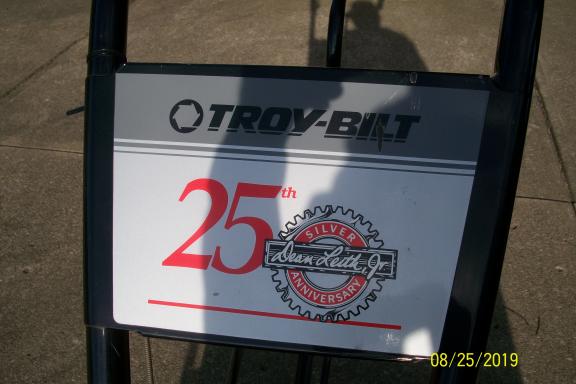 TROY-BILT
25th
SILVER
Dean Leith, Jr
ANNIVERSARY
08/25/2019